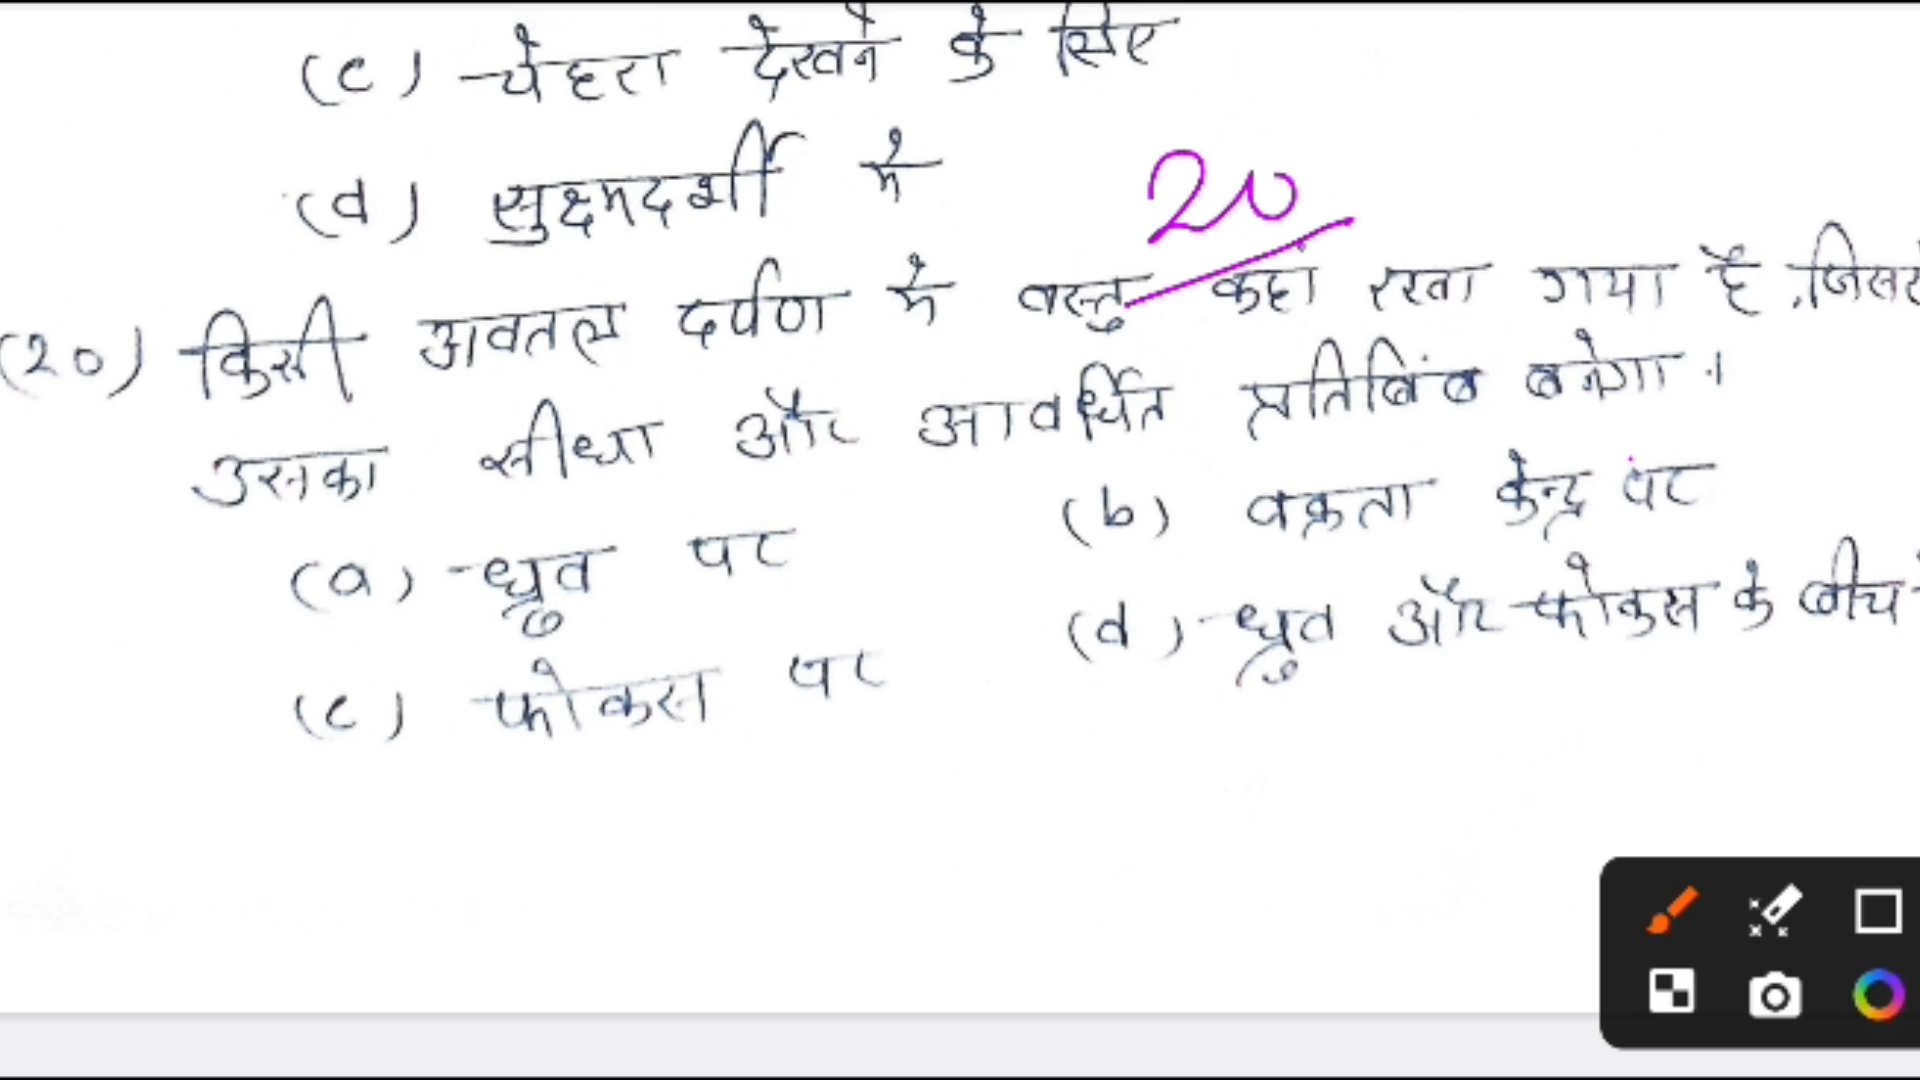 (c) चेहरा देखने के लिए
(d) सुक्ष्मदर्शी में
20
(20) किसी अवतल दर्पण में वस्तु कहां रखा गया है, जिससे
उसका सीधा और आवर्धित प्रतिबिंब बनेगा।
(a) ध्रुव पर (b) वक्रता केन्द्र पर
(c) फोकस पर (d) ध्रुव और फोकस के बीच